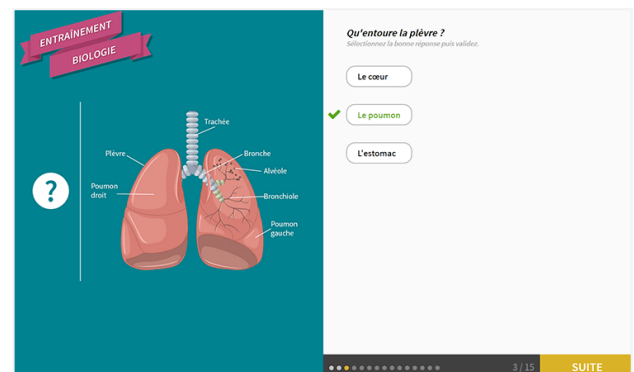 ENTRAÎNEMENT
BIOLOGIE
Trachée
Plèvre
Bronche
Alvéole
Poumon
droit
Bronchiole
Poumon
gauche
?
Qu'entoure la plèvre ?
Sélectionnez la bonne réponse puis validez.
Le cœur
Le poumon
L'estomac
3 / 15
SUITE